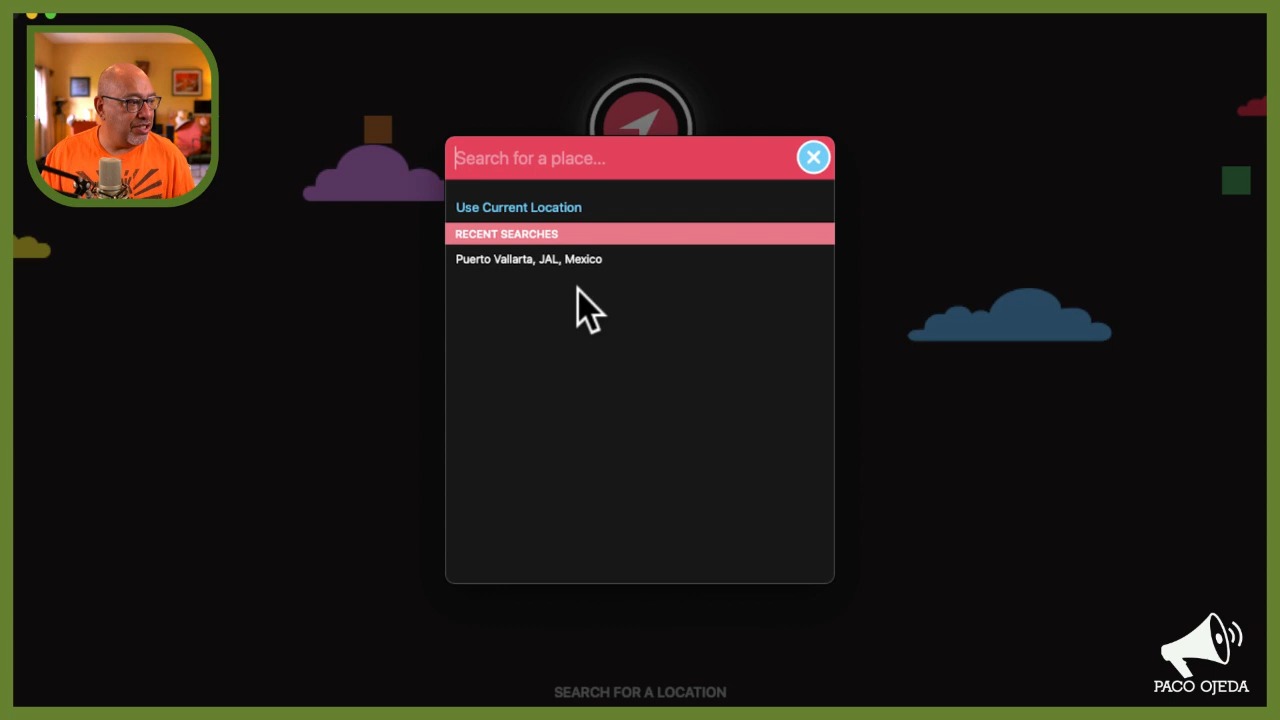 Search for a place...
Use Current Location
RECENT SEARCHES
Puerto Vallarta, JAL, Mexico
SEARCH FOR A LOCATION
PACO OJEDA